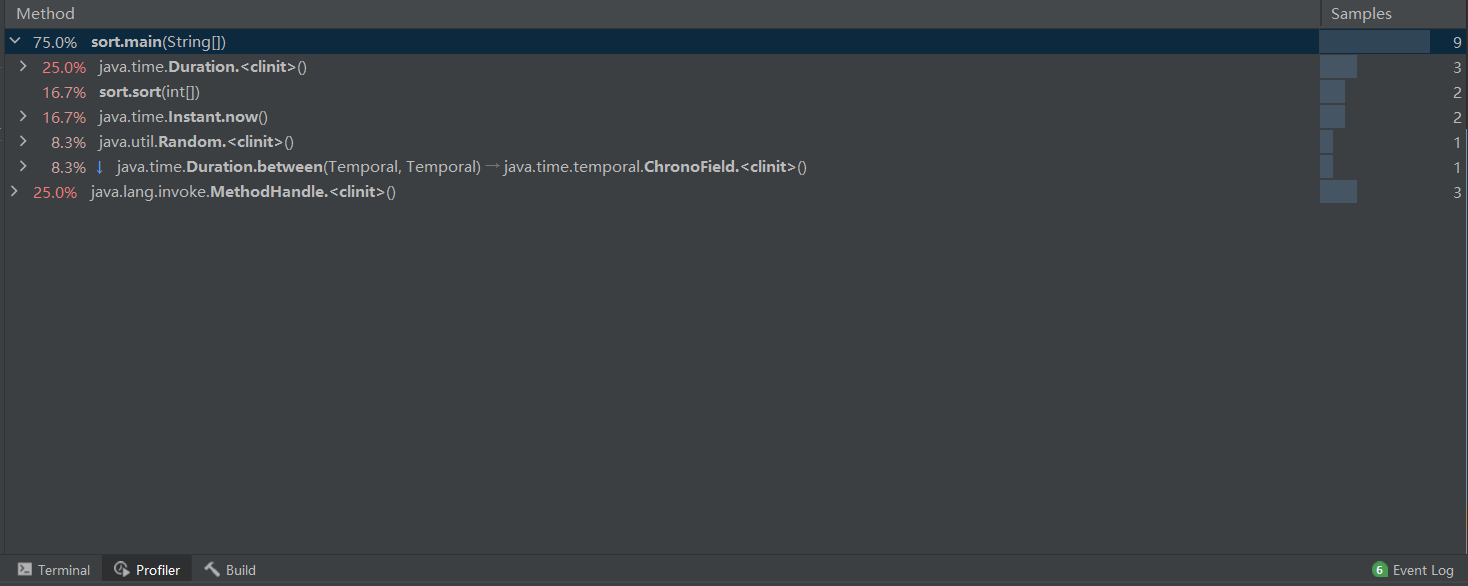 Method Samples
75.0% sort.main(String[]) 9
25.0% java.time.Duration.<clinit>() 3
16.7% sort.sort(int[]) 2
16.7% java.time.Instant.now() 2
8.3% java.util.Random.<clinit>() 1
8.3% ↓ java.time.Duration.between(Temporal, Temporal) → java.time.temporal.ChronoField.<clinit>() 1
25.0% java.lang.invoke.MethodHandle.<clinit>() 3
Terminal Profiler Build 6 Event Log